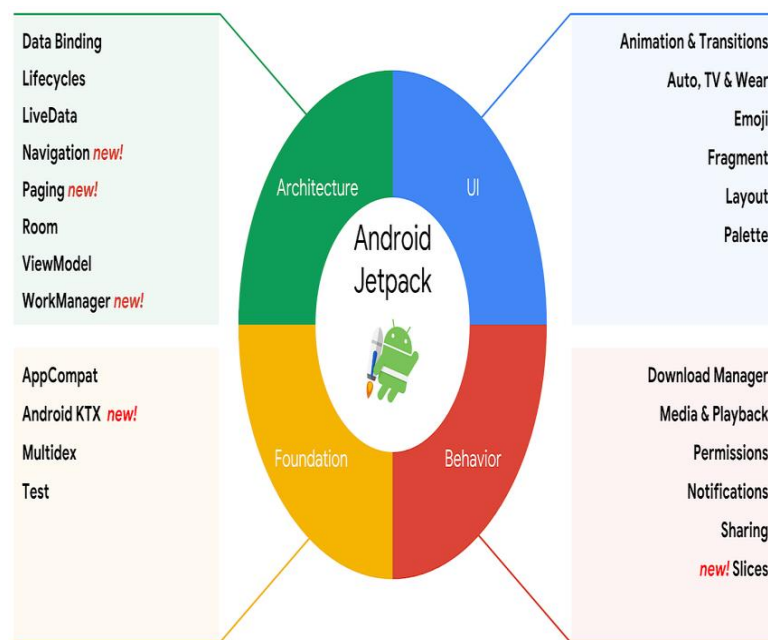 Data Binding
Lifecycles
LiveData
Navigation new!
Paging new!
Room
ViewModel
WorkManager new!
Animation & Transitions
Auto, TV & Wear
Emoji
Fragment
Layout
Palette
Architecture
UI
Android
Jetpack
Foundation
Behavior
AppCompat
Android KTX new!
Multidex
Test
Download Manager
Media & Playback
Permissions
Notifications
Sharing
new! Slices